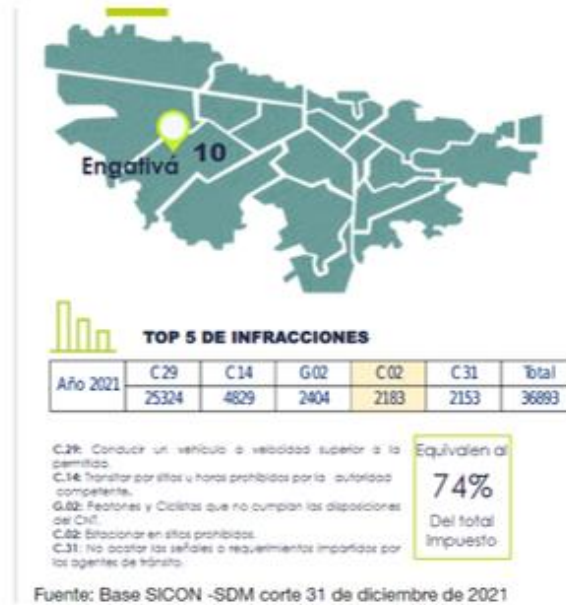 Engativá 10
TOP 5 DE INFRACCIONES
Año 2021 C29 C14 G02 C02 C31 Total
25324 4829 2404 2183 2153 36893
C.29: Conducir un vehículo a velocidad superior a la
permitida.
C.14: Transitar por sitios u horas prohibidos por la autoridad
competente.
G.02: Peatones y Ciclistas que no cumplan las disposiciones
del CNT.
C.02: Estacionar en sitios prohibidos.
C.31: No acatar las señales o requerimientos impartidos por
los agentes de tránsito.
Equivalen al
74%
Del total
Impuesto
Fuente: Base SICON -SDM corte 31 de diciembre de 2021